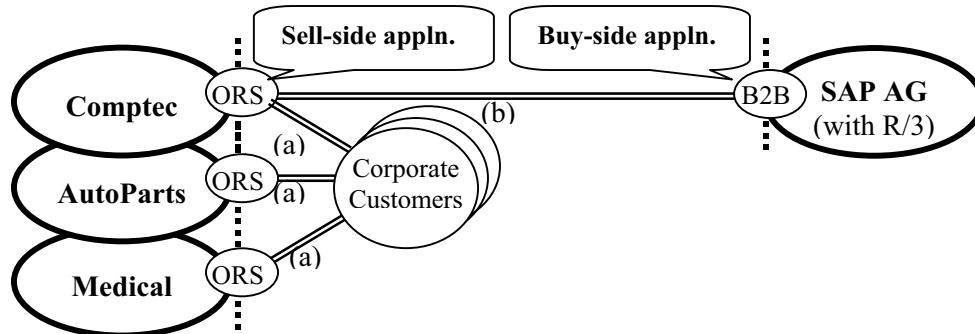 Sell-side appln.
Buy-side appln.
Comptec
ORS
B2B
SAP AG
(with R/3)
(b)
(a)
Corporate
Customers
AutoParts
ORS
(a)
Medical
ORS
(a)